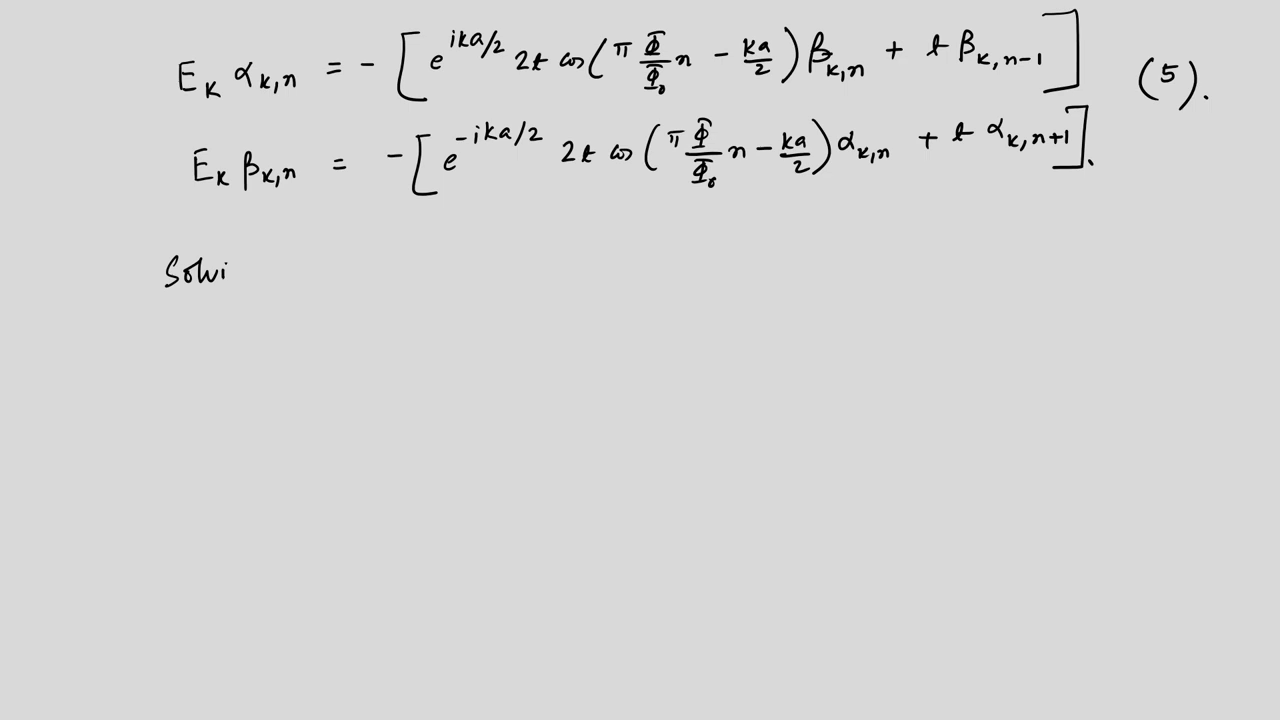 E_k α_{k,n} = - [ e^{ika/2} 2t cos(π Φ/Φ₀ n - ka/2) β_{k,n} + t β_{k,n-1} ]
(5).
E_k β_{k,n} = - [ e^{-ika/2} 2t cos(π Φ/Φ₀ n - ka/2) α_{k,n} + t α_{k,n+1} ].
Solvi